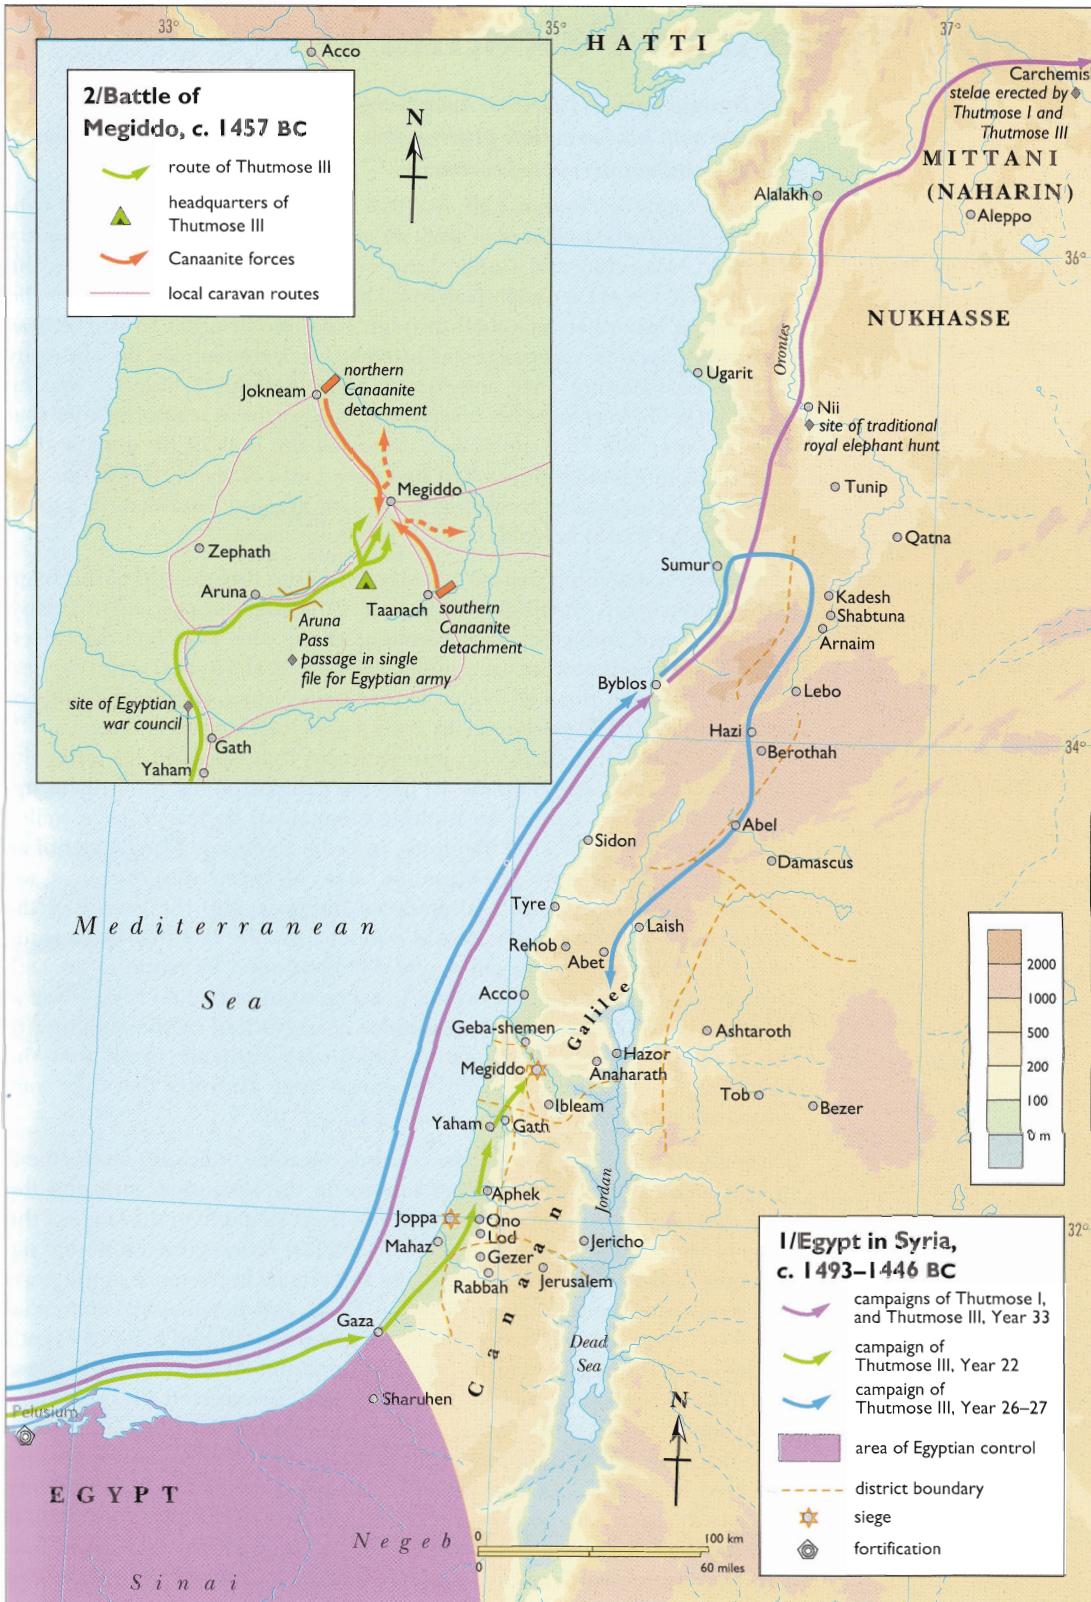 33°
35°
37°
HATTI
Acco
2/Battle of
Megiddo, c. 1457 BC
route of Thutmose III
headquarters of
Thutmose III
Canaanite forces
local caravan routes
N
Jokneam
northern
Canaanite
detachment
Megiddo
Zephath
Aruna
Taanach
southern
Canaanite
detachment
Aruna
Pass
passage in single
file for Egyptian army
site of Egyptian
war council
Gath
Yaham
Carchemis
stelae erected by
Thutmose I and
Thutmose III
MITTANI
(NAHARIN)
Alalakh
Aleppo
36°
NUKHASSE
Orontes
Ugarit
Nii
site of traditional
royal elephant hunt
Tunip
Qatna
Sumur
Kadesh
Shabtuna
Arnaim
Byblos
Lebo
Hazi
Berothah
34°
Abel
Sidon
Damascus
Mediterranean
Sea
Tyre
Laish
Rehob
Abet
Acco
Galilee
Geba-shemen
Ashtaroth
Hazor
Megiddo
Anaharath
Tob
Bezer
Ibleam
Yaham
Gath
Jordan
Aphek
Joppa
Ono
Lod
Mahaz
Jericho
Gezer
Rabbah
Jerusalem
Canaan
Gaza
Dead
Sea
Sharuhen
Pelusium
EGYPT
Negeb
Sinai
N
0
100 km
0
60 miles
2000
1000
500
200
100
0 m
32°
1/Egypt in Syria,
c. 1493–1446 BC
campaigns of Thutmose I,
and Thutmose III, Year 33
campaign of
Thutmose III, Year 22
campaign of
Thutmose III, Year 26–27
area of Egyptian control
district boundary
siege
fortification